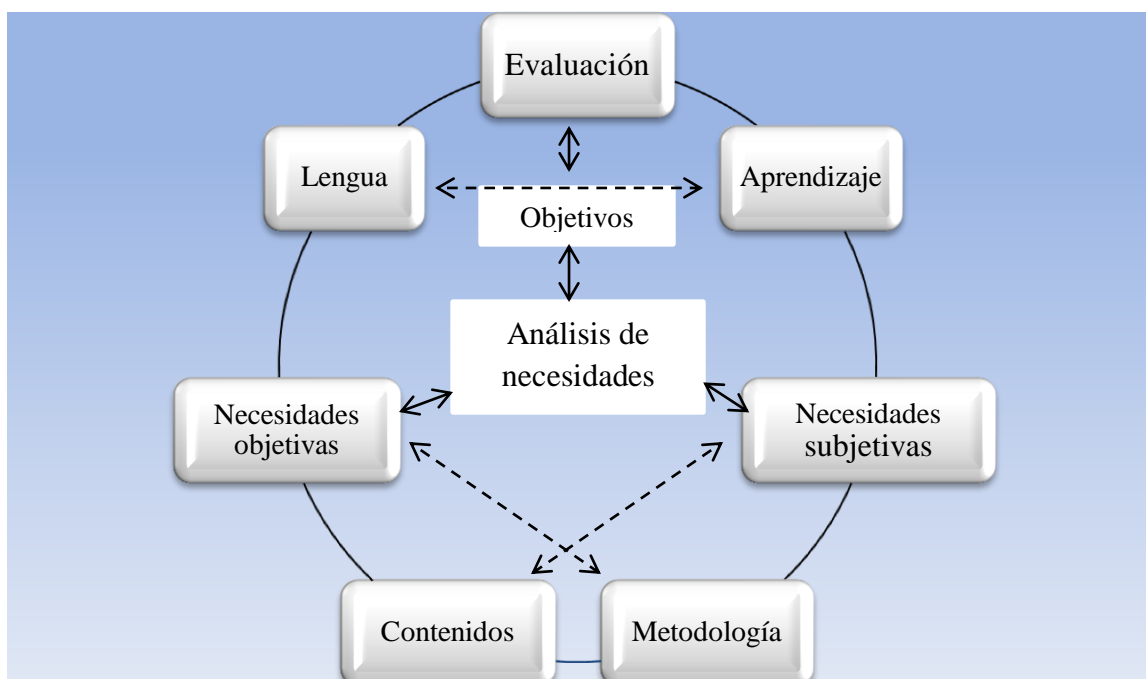 Evaluación
Lengua
Aprendizaje
Objetivos
Análisis de
necesidades
Necesidades
objetivas
Necesidades
subjetivas
Contenidos
Metodología